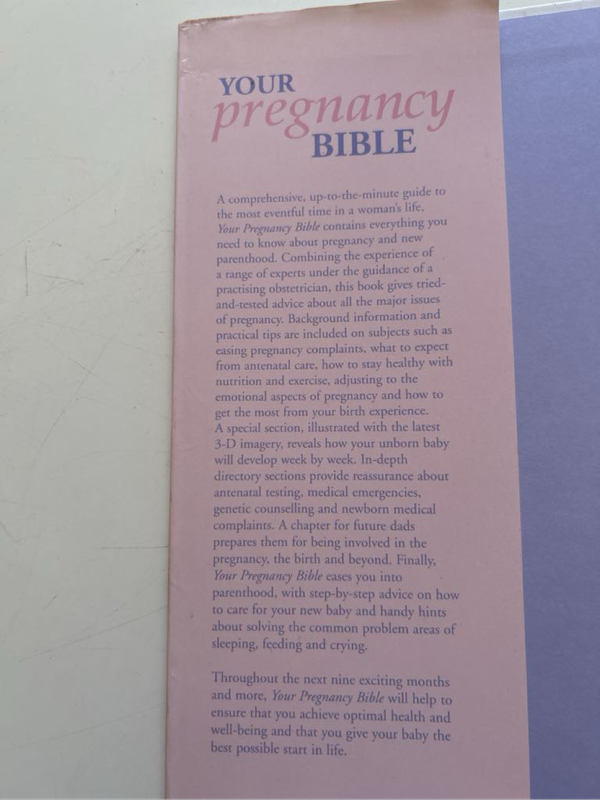 YOUR
pregnancy
BIBLE
A comprehensive, up-to-the-minute guide to
the most eventful time in a woman's life,
Your Pregnancy Bible contains everything you
need to know about pregnancy and new
parenthood. Combining the experience of
a range of experts under the guidance of a
practising obstetrician, this book gives tried-
and-tested advice about all the major issues
of pregnancy. Background information and
practical tips are included on subjects such as
easing pregnancy complaints, what to expect
from antenatal care, how to stay healthy with
nutrition and exercise, adjusting to the
emotional aspects of pregnancy and how to
get the most from your birth experience.
A special section, illustrated with the latest
3-D imagery, reveals how your unborn baby
will develop week by week. In-depth
directory sections provide reassurance about
antenatal testing, medical emergencies,
genetic counselling and newborn medical
complaints. A chapter for future dads
prepares them for being involved in the
pregnancy, the birth and beyond. Finally,
Your Pregnancy Bible eases you into
parenthood, with step-by-step advice on how
to care for your new baby and handy hints
about solving the common problem areas of
sleeping, feeding and crying.
Throughout the next nine exciting months
and more, Your Pregnancy Bible will help to
ensure that you achieve optimal health and
well-being and that you give your baby the
best possible start in life.